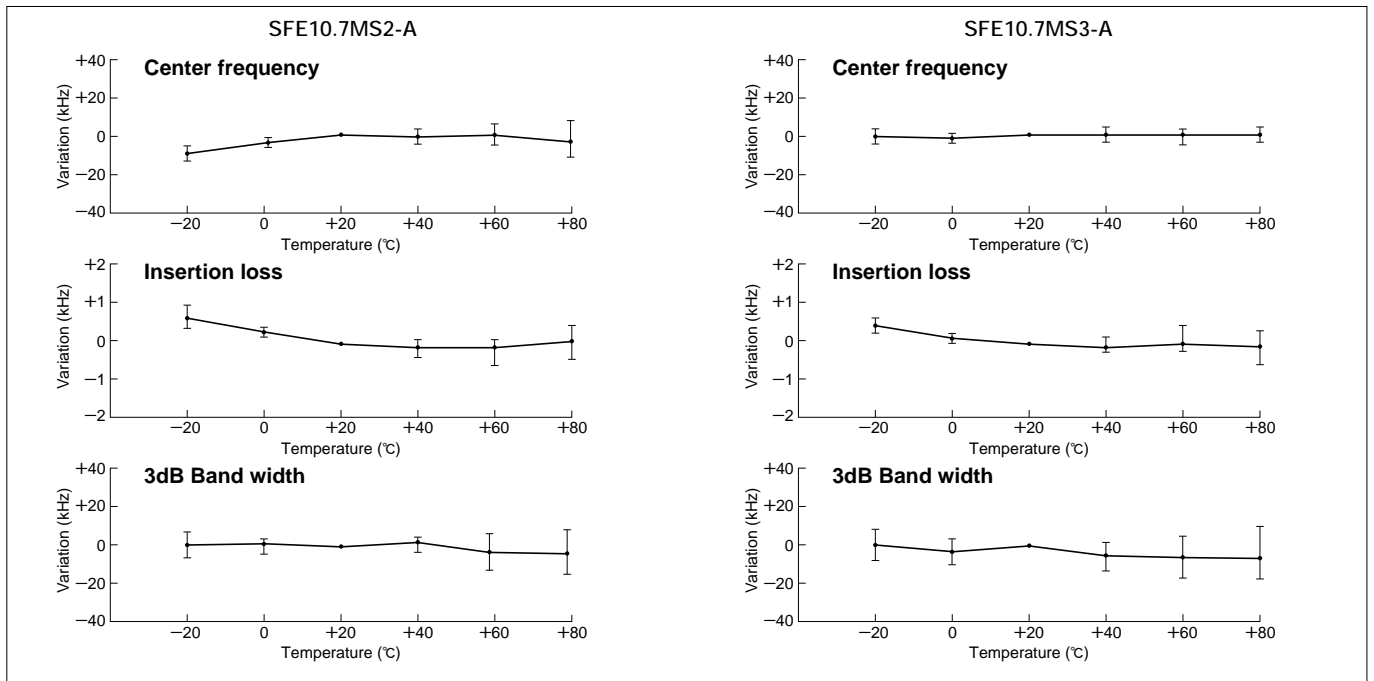 SFE10.7MS2-A
Center frequency
Variation (kHz)
+40
+20
0
−20
−40
−20 0 +20 +40 +60 +80
Temperature (℃)
Insertion loss
Variation (kHz)
+2
+1
0
−1
−2
−20 0 +20 +40 +60 +80
Temperature (℃)
3dB Band width
Variation (kHz)
+40
+20
0
−20
−40
−20 0 +20 +40 +60 +80
Temperature (℃)
SFE10.7MS3-A
Center frequency
Variation (kHz)
+40
+20
0
−20
−40
−20 0 +20 +40 +60 +80
Temperature (℃)
Insertion loss
Variation (kHz)
+2
+1
0
−1
−2
−20 0 +20 +40 +60 +80
Temperature (℃)
3dB Band width
Variation (kHz)
+40
+20
0
−20
−40
−20 0 +20 +40 +60 +80
Temperature (℃)